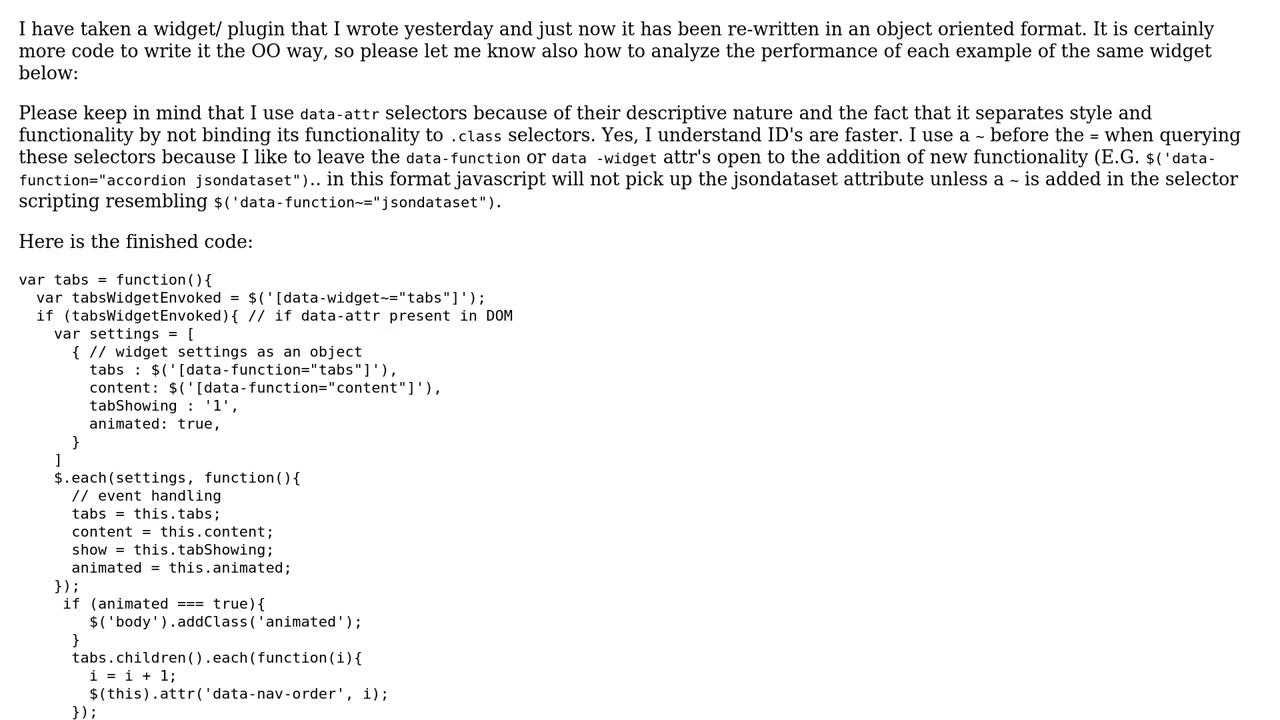 I have taken a widget/ plugin that I wrote yesterday and just now it has been re-written in an object oriented format. It is certainly
more code to write it the OO way, so please let me know also how to analyze the performance of each example of the same widget
below:
Please keep in mind that I use data-attr selectors because of their descriptive nature and the fact that it separates style and
functionality by not binding its functionality to .class selectors. Yes, I understand ID's are faster. I use a ~ before the = when querying
these selectors because I like to leave the data-function or data -widget attr's open to the addition of new functionality (E.G. $('data-
function="accordion jsondataset").. in this format javascript will not pick up the jsondataset attribute unless a ~ is added in the selector
scripting resembling $('data-function~="jsondataset").
Here is the finished code:
var tabs = function(){
  var tabsWidgetEnvoked = $('[data-widget~="tabs"]');
  if (tabsWidgetEnvoked){ // if data-attr present in DOM
    var settings = [
      { // widget settings as an object
        tabs : $('[data-function="tabs"]'),
        content: $('[data-function="content"]'),
        tabShowing : '1',
        animated: true,
      }
    ]
    $.each(settings, function(){
      // event handling
      tabs = this.tabs;
      content = this.content;
      show = this.tabShowing;
      animated = this.animated;
    });
     if (animated === true){
        $('body').addClass('animated');
      }
      tabs.children().each(function(i){
        i = i + 1;
        $(this).attr('data-nav-order', i);
      });